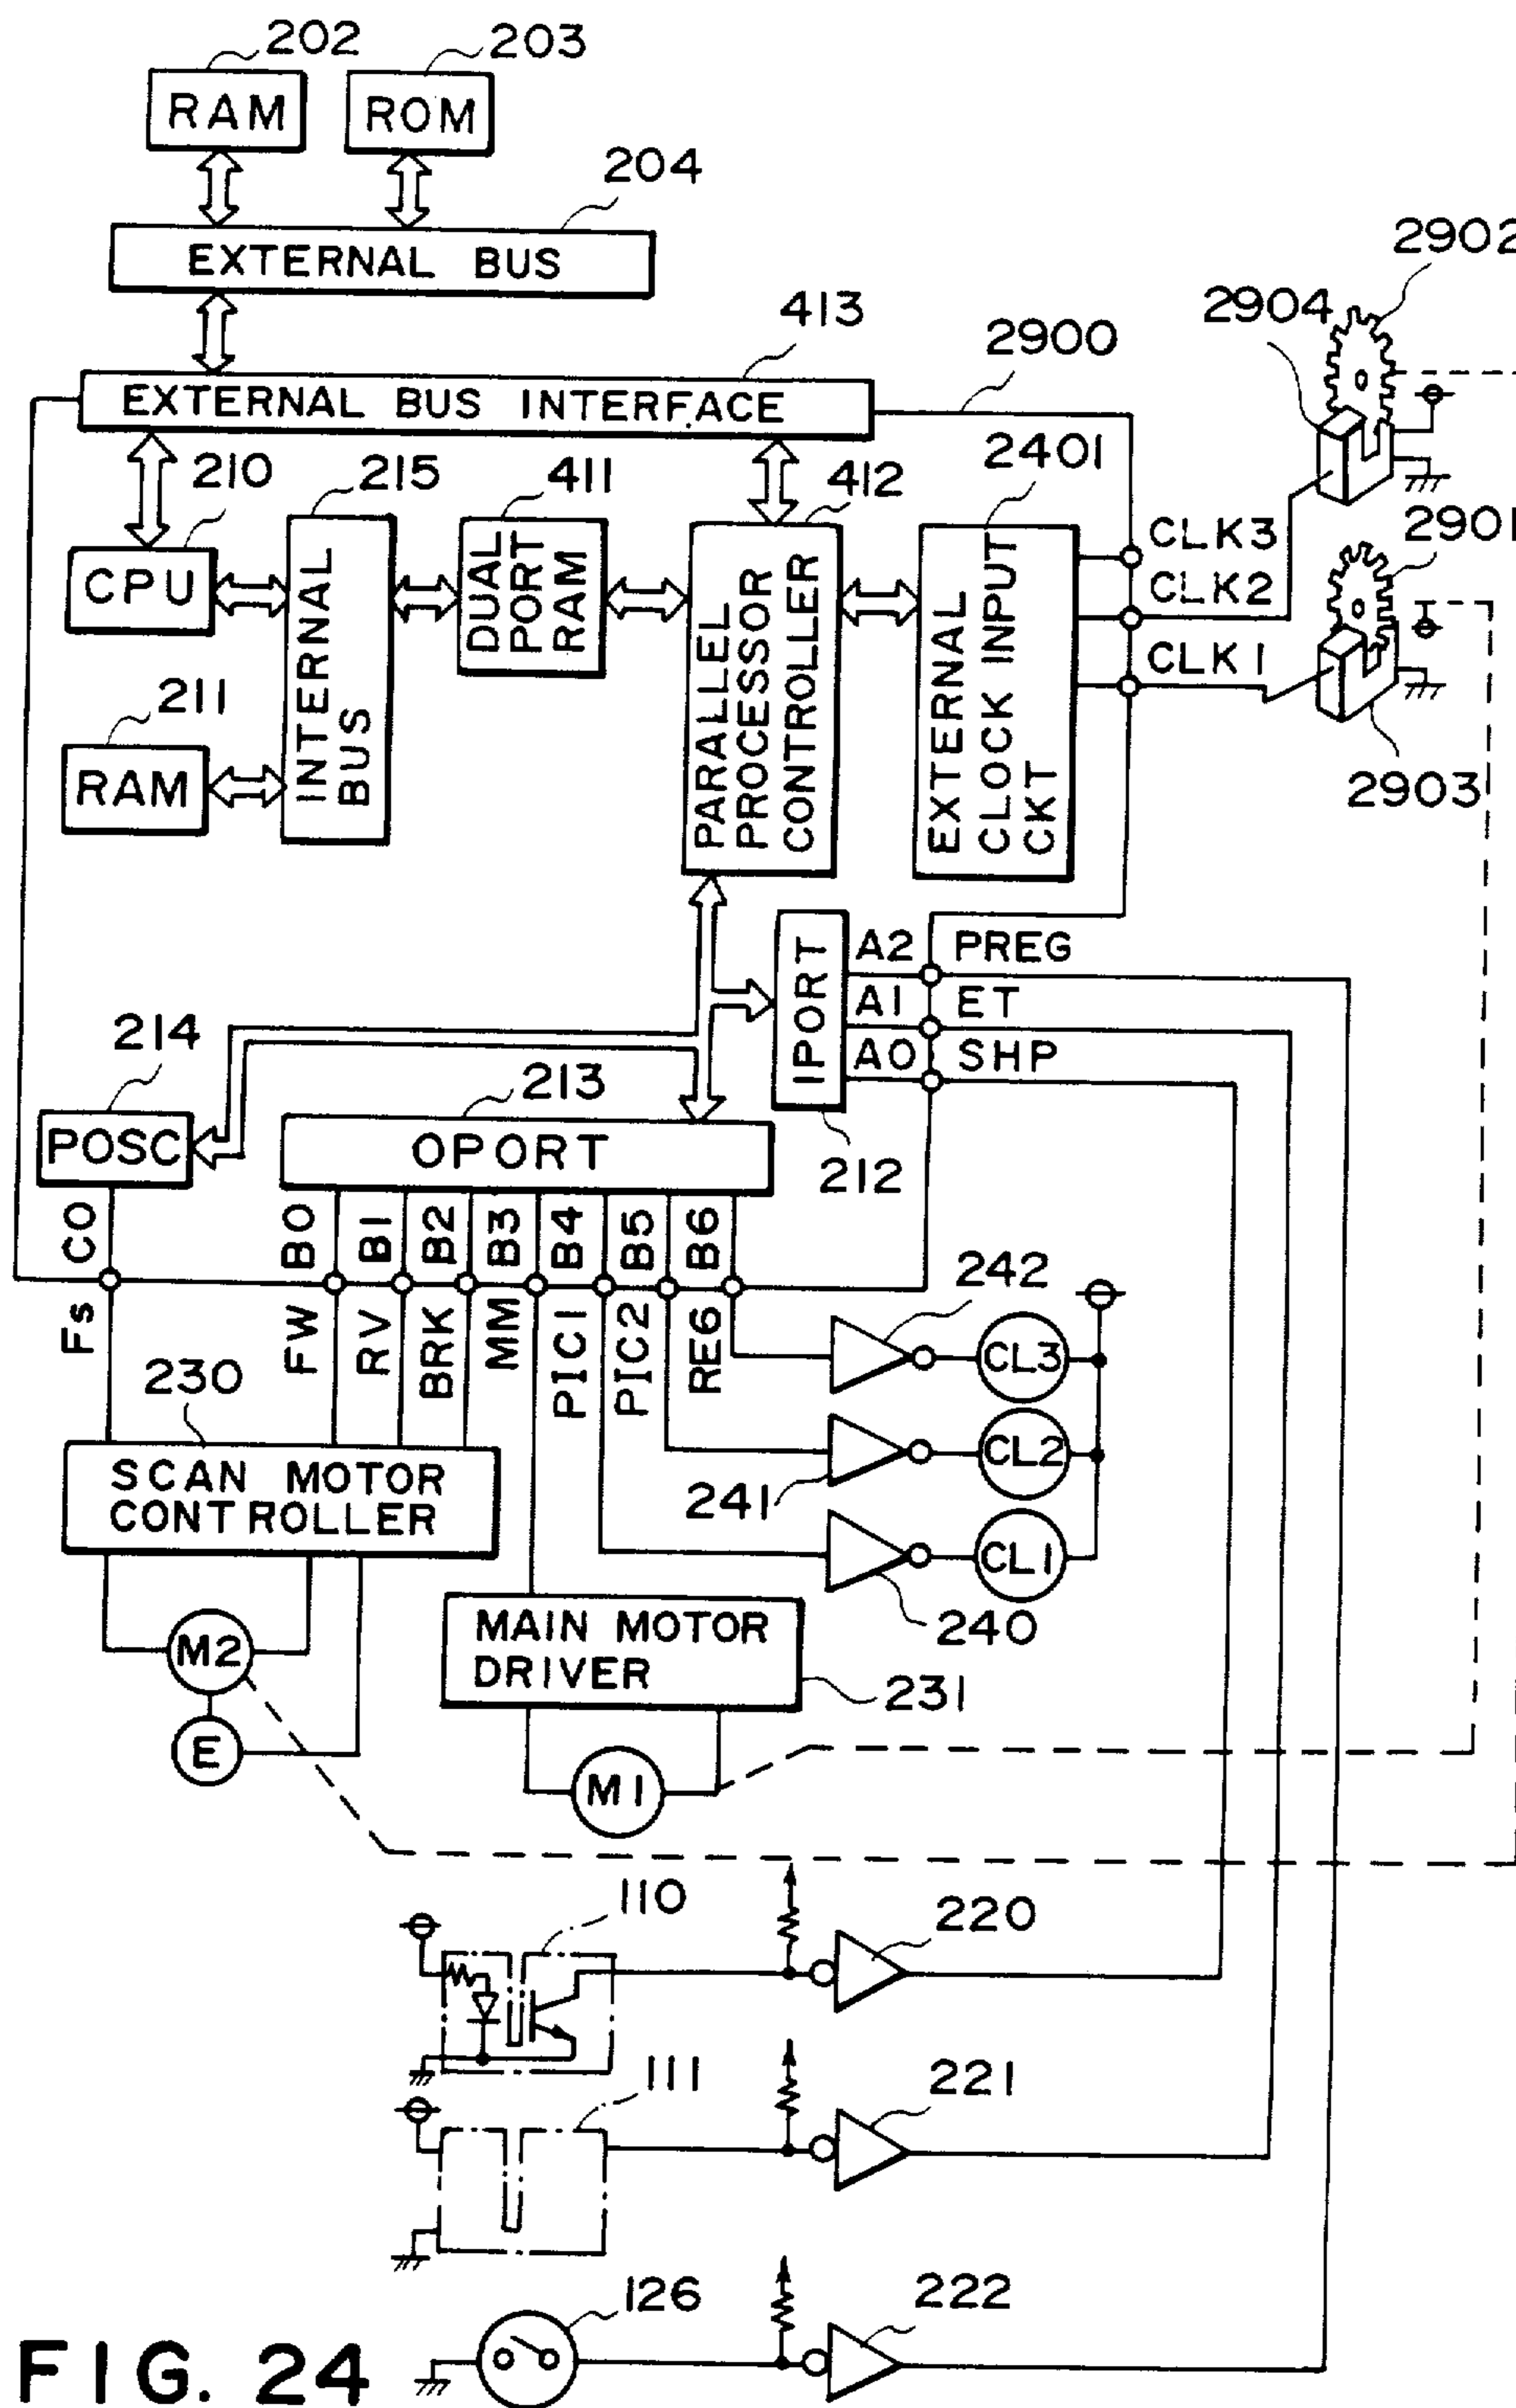 202
203
RAM
ROM
204
EXTERNAL BUS
2902
2904
413
2900
EXTERNAL BUS INTERFACE
2401
210
215
411
412
CLK3
2901
CPU
INTERNAL BUS
DUAL PORT RAM
PARALLEL PROCESSOR CONTROLLER
EXTERNAL CLOCK INPUT CKT
CLK2
CLK1
211
RAM
2903
A2
PREG
IPORT
A1
ET
214
A0
SHP
213
POSC
OPORT
212
C0
B0
B1
B2
B3
B4
B5
B6
242
Fs
FW
RV
BRK
MM
PIC1
PIC2
RE6
CL3
230
SCAN MOTOR
CONTROLLER
241
CL2
CL1
240
MAIN MOTOR
DRIVER
M2
231
E
M1
110
220
111
221
126
222
FIG. 24